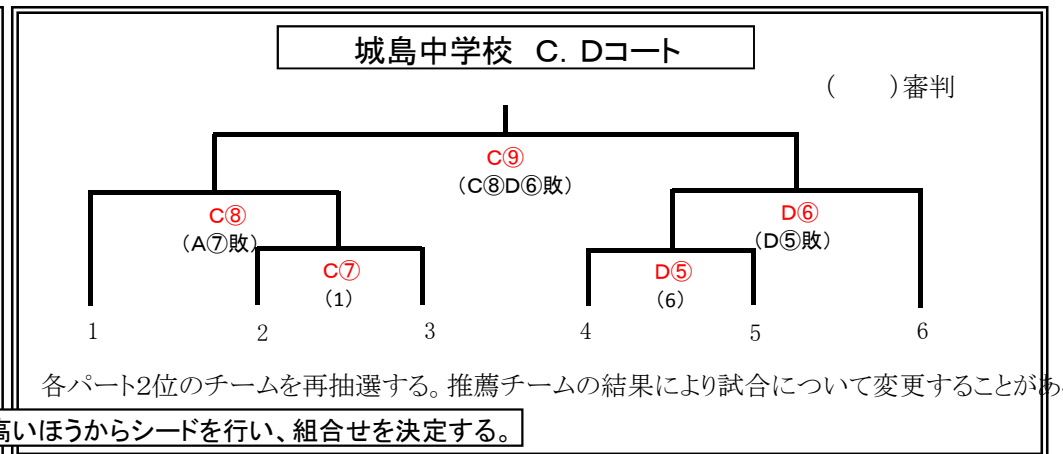 城島中学校 C.Dコート
( )審判
C⑨
(C⑧D⑥敗)
C⑧
(A⑦敗)
D⑥
(D⑤敗)
C⑦
(1)
D⑤
(6)
1 2 3 4 5 6
各パート2位のチームを再抽選する。推薦チームの結果により試合について変更することがあ
高いほうからシードを行い、組合せを決定する。